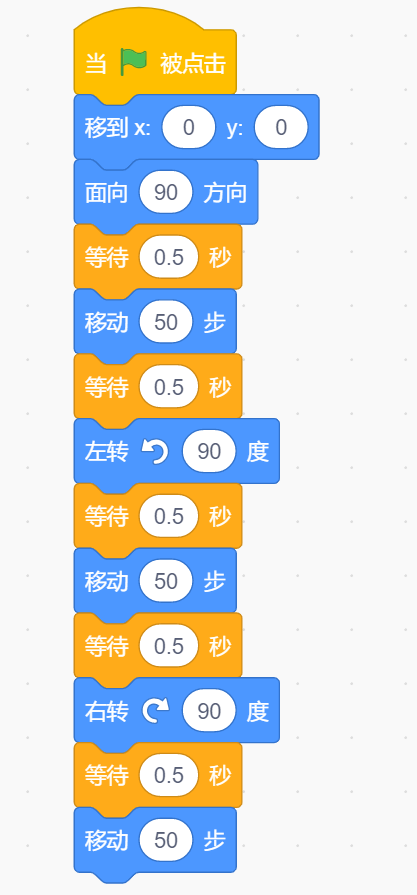 当 被点击
移到 x: 0 y: 0
面向 90 方向
等待 0.5 秒
移动 50 步
等待 0.5 秒
左转 90 度
等待 0.5 秒
移动 50 步
等待 0.5 秒
右转 90 度
等待 0.5 秒
移动 50 步